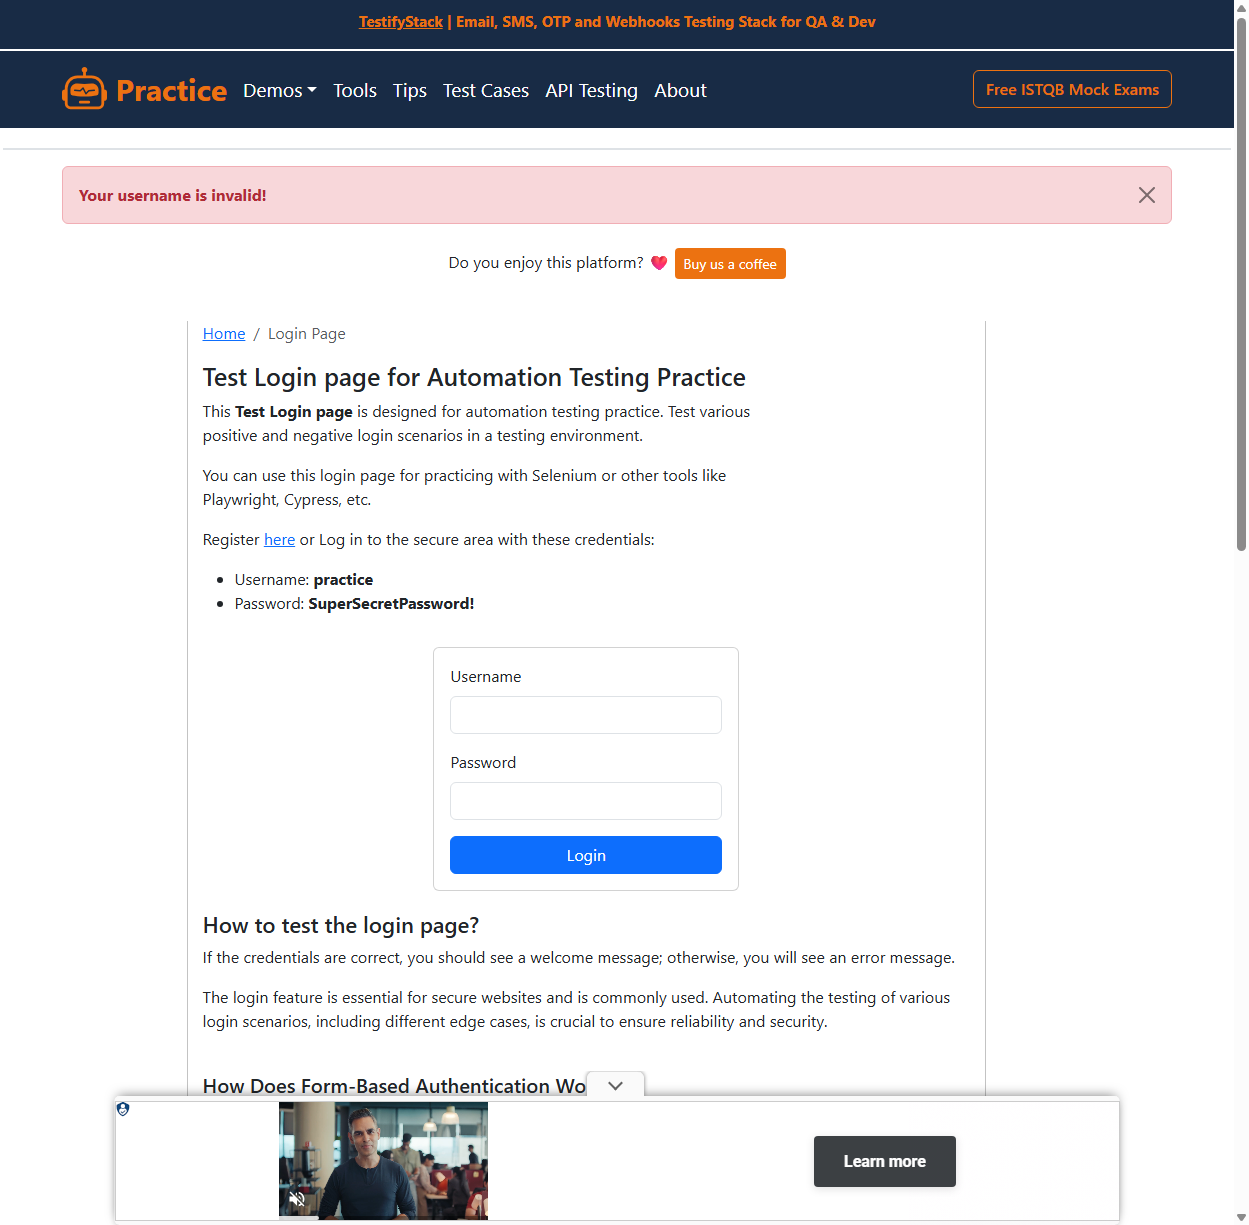 TestifyStack | Email, SMS, OTP and Webhooks Testing Stack for QA & Dev
Practice
Demos
Tools
Tips
Test Cases
API Testing
About
Free ISTQB Mock Exams
Your username is invalid!
Do you enjoy this platform?
Buy us a coffee
Home / Login Page
Test Login page for Automation Testing Practice
This Test Login page is designed for automation testing practice. Test various
positive and negative login scenarios in a testing environment.
You can use this login page for practicing with Selenium or other tools like
Playwright, Cypress, etc.
Register here or Log in to the secure area with these credentials:
Username: practice
Password: SuperSecretPassword!
Username
Password
Login
How to test the login page?
If the credentials are correct, you should see a welcome message; otherwise, you will see an error message.
The login feature is essential for secure websites and is commonly used. Automating the testing of various
login scenarios, including different edge cases, is crucial to ensure reliability and security.
How Does Form-Based Authentication Wo
Learn more